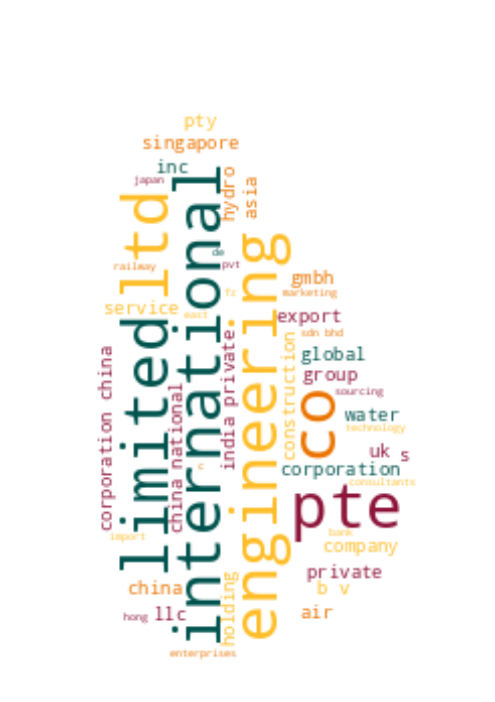 pty
singapore
inc
japan
hydro
asia
ltd
international
de
pvt
railway
gmbh
fz
marketing
service
east
export
engineering
sdn bhd
limited
construction
global
india private
group
corporation china
china national
sourcing
co
water
technology
uk
s
c
corporation
consultants
pte
bank
import
company
private
holding
china
b v
hong
llc
air
enterprises